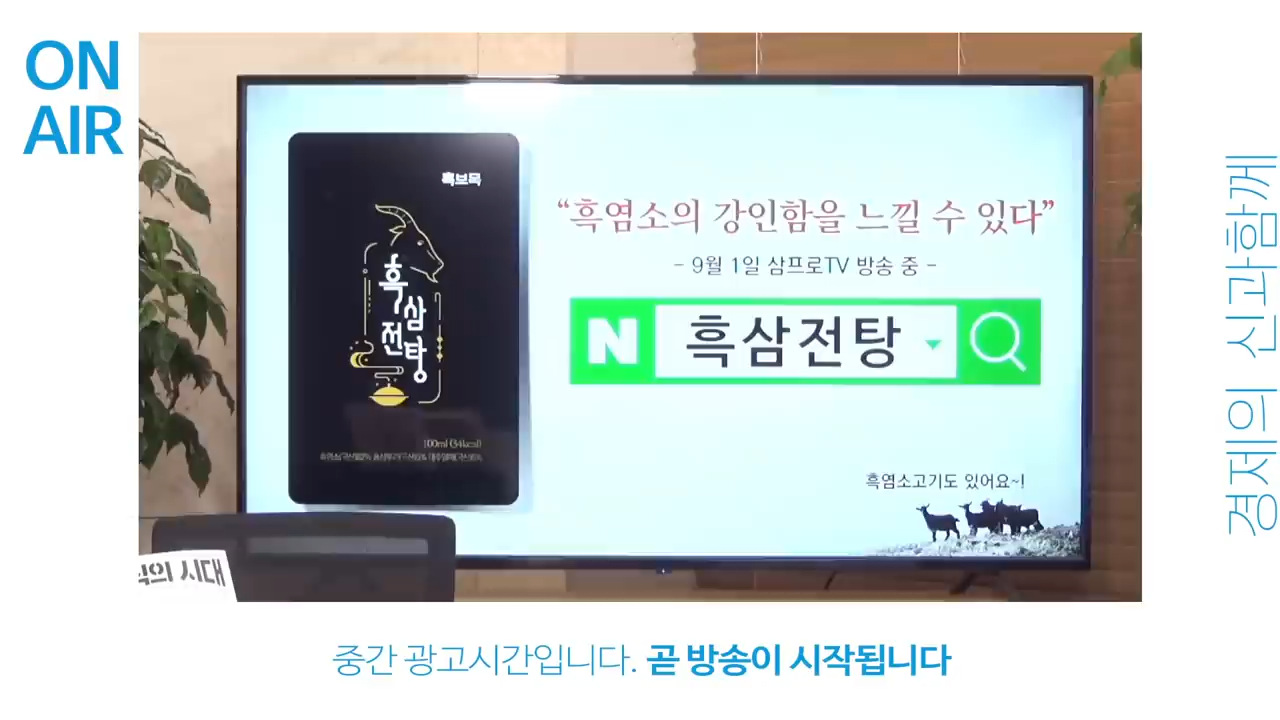 ON
AIR
흑보목
흑삼
전탕
100ml (34kcal)
“흑염소의 강인함을 느낄 수 있다”
- 9월 1일 삼프로TV 방송 중 -
N 흑삼전탕
흑염소고기도 있어요~!
의 시대
경제의 신과함께
중간 광고시간입니다. 곧 방송이 시작됩니다